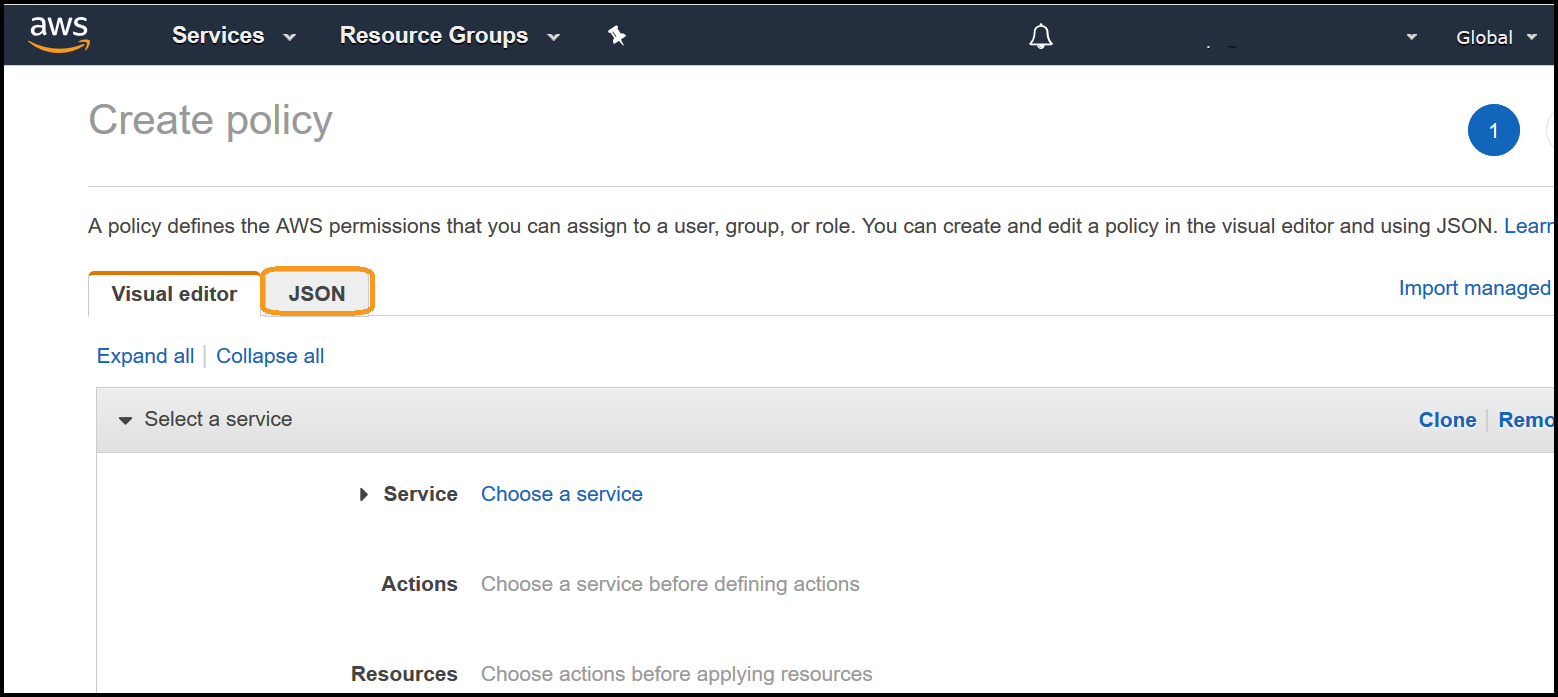 aws Services Resource Groups Global
Create policy
1
A policy defines the AWS permissions that you can assign to a user, group, or role. You can create and edit a policy in the visual editor and using JSON. Learn
Visual editor JSON
Import managed
Expand all Collapse all
Select a service Clone Remo
Service Choose a service
Actions Choose a service before defining actions
Resources Choose actions before applying resources